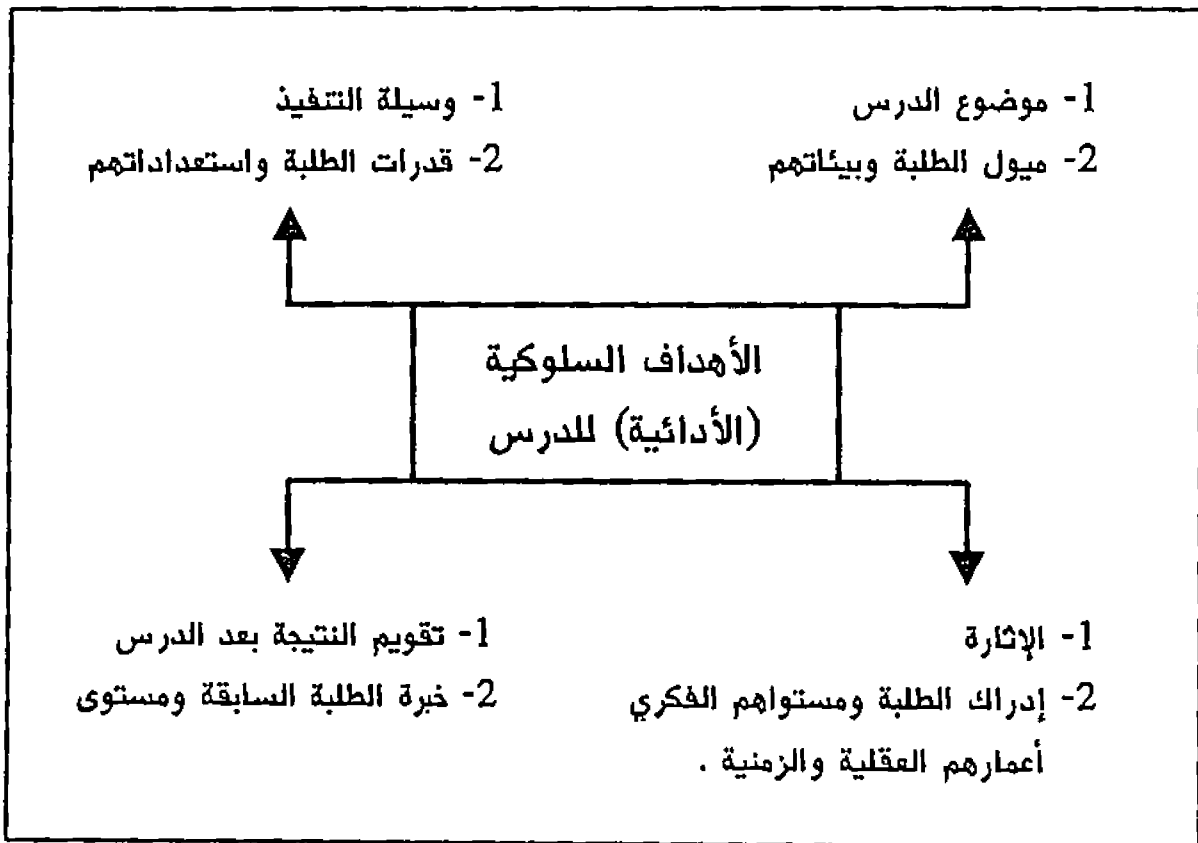 1- موضوع الدرس
2- ميول الطلبة وبيئاتهم
1- وسيلة التنفيذ
2- قدرات الطلبة واستعداداتهم
الأهداف السلوكية
(الأدائية) للدرس
1- الإثارة
2- إدراك الطلبة ومستواهم الفكري
أعمارهم العقلية والزمنية .
1- تقويم النتيجة بعد الدرس
2- خبرة الطلبة السابقة ومستوى